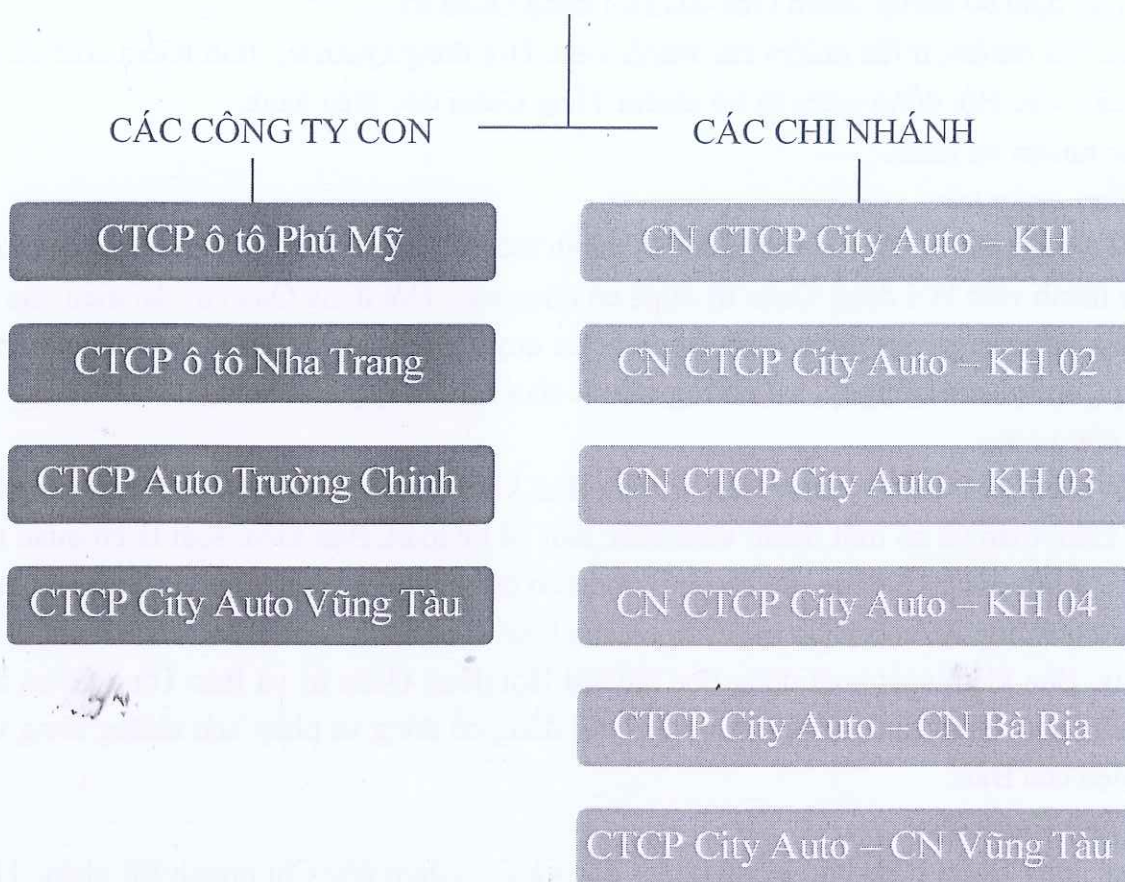 CÁC CÔNG TY CON
CTCP ô tô Phú Mỹ
CTCP ô tô Nha Trang
CTCP Auto Trường Chinh
CTCP City Auto Vũng Tàu
CÁC CHI NHÁNH
CN CTCP City Auto – KH
CN CTCP City Auto – KH 02
CN CTCP City Auto – KH 03
CN CTCP City Auto – KH 04
CTCP City Auto – CN Bà Rịa
CTCP City Auto – CN Vũng Tàu